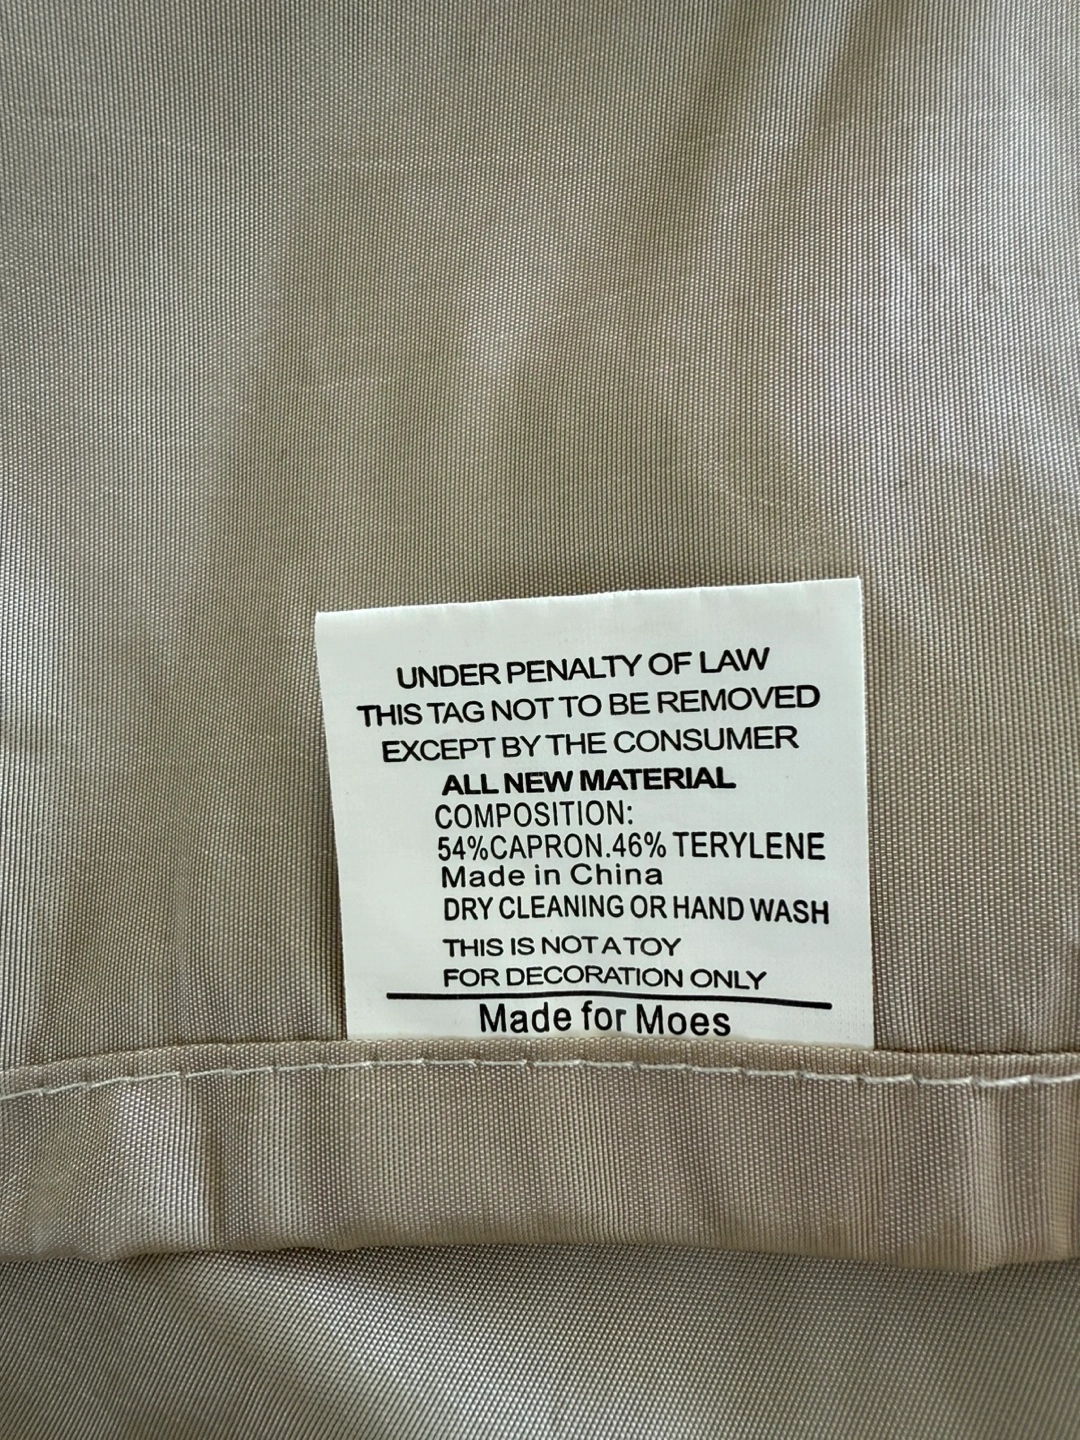 UNDER PENALTY OF LAW
THIS TAG NOT TO BE REMOVED
EXCEPT BY THE CONSUMER
ALL NEW MATERIAL
COMPOSITION:
54%CAPRON.46% TERYLENE
Made in China
DRY CLEANING OR HAND WASH
THIS IS NOT A TOY
FOR DECORATION ONLY
Made for Moes